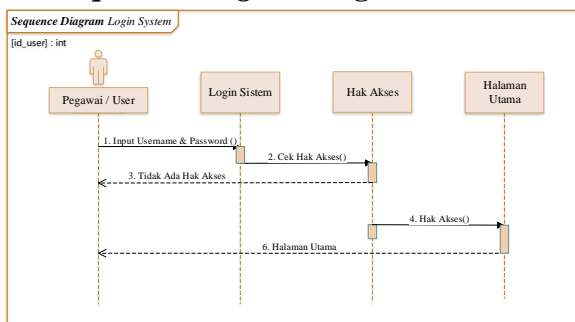 Sequence Diagram Login System
[id_user] : int
Pegawai / User
Login Sistem
Hak Akses
Halaman
Utama
1. Input Username & Password ()
2. Cek Hak Akses()
3. Tidak Ada Hak Akses
4. Hak Akses()
6. Halaman Utama